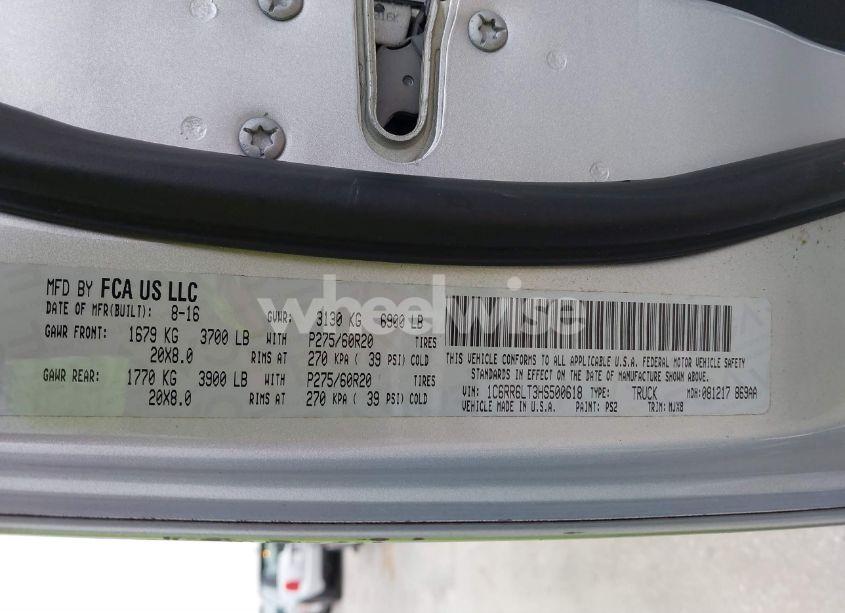 316K
wheelwise
MFD BY FCA US LLC
DATE OF MFR(BUILT): 8-16 GVWR: 3130 KG 6900 LB
GAWR FRONT: 1679 KG 3700 LB WITH P275/60R20 TIRES
20X8.0 RIMS AT 270 KPA ( 39 PSI) COLD
GAWR REAR: 1770 KG 3900 LB WITH P275/60R20 TIRES
20X8.0 RIMS AT 270 KPA ( 39 PSI) COLD
THIS VEHICLE CONFORMS TO ALL APPLICABLE U.S.A. FEDERAL MOTOR VEHICLE SAFETY
STANDARDS IN EFFECT ON THE DATE OF MANUFACTURE SHOWN ABOVE.
VIN: 1C6RR6LT3HS500618 TYPE: TRUCK MDH: 081217 869AA
VEHICLE MADE IN U.S.A. PAINT: PS2 TRIM: MJX8